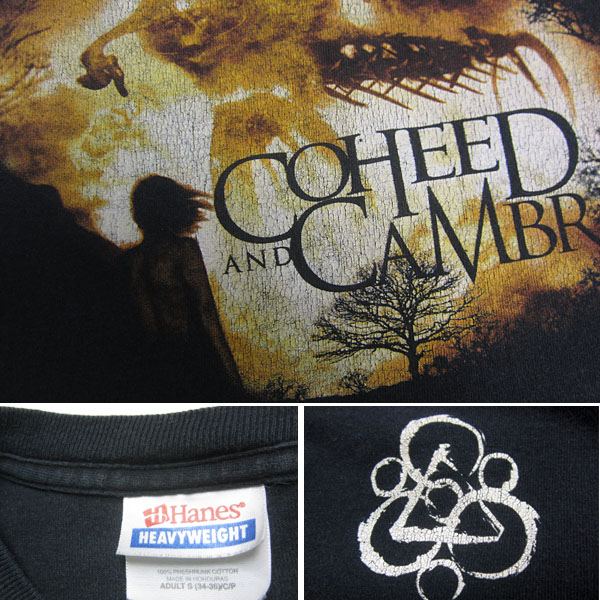 COHEED
AND CAMBR
Hanes
HEAVYWEIGHT
100% PRESHRUNK COTTON
MADE IN HONDURAS
ADULT S (34-36)/C/P